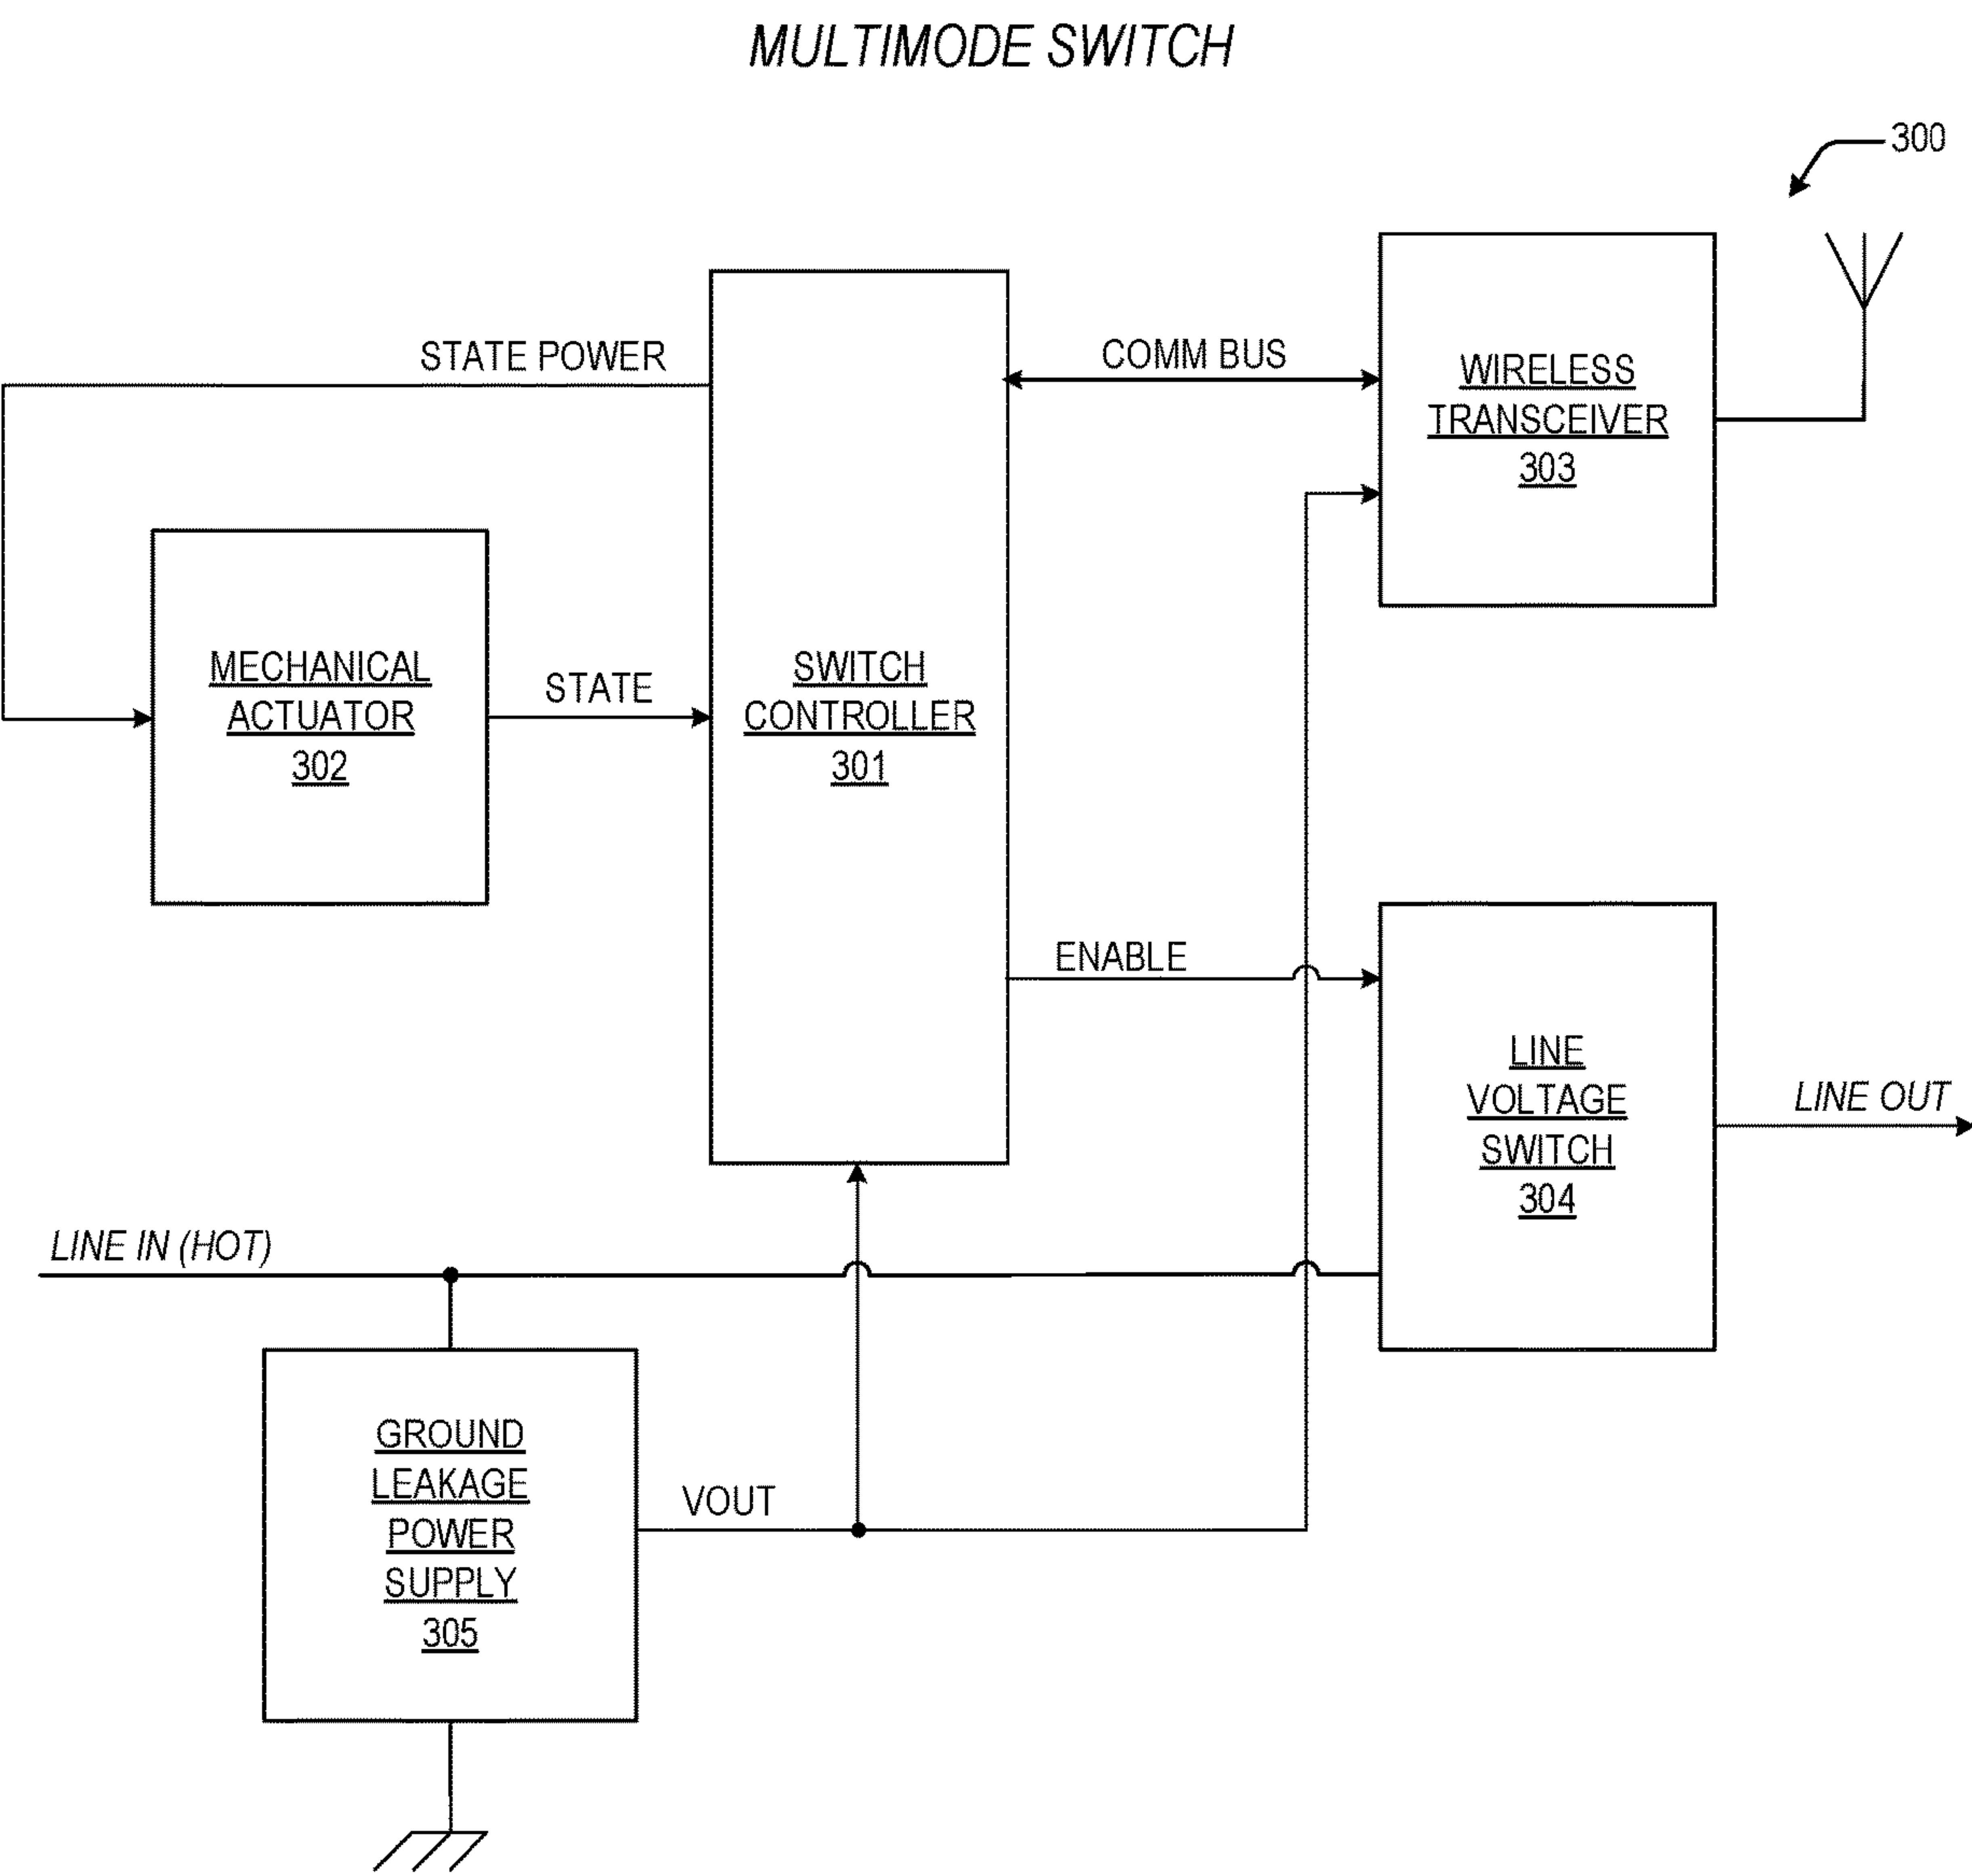 MULTIMODE SWITCH
300
STATE POWER
COMM BUS
WIRELESS
TRANSCEIVER
303
MECHANICAL
ACTUATOR
302
STATE
SWITCH
CONTROLLER
301
ENABLE
LINE
VOLTAGE
SWITCH
304
LINE OUT
LINE IN (HOT)
GROUND
LEAKAGE
POWER
SUPPLY
305
VOUT